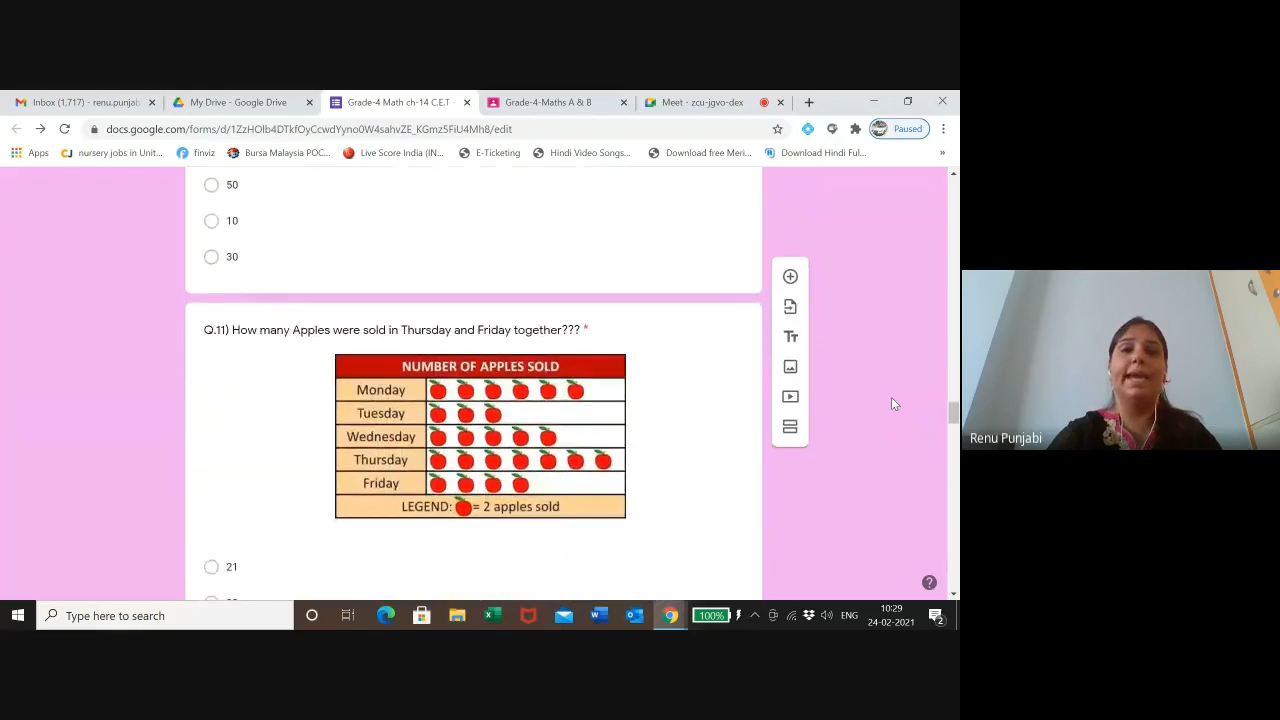 Inbox (1,717) - renu.punjab
My Drive - Google Drive
Grade-4 Math ch-14 C.E.T -
Grade-4-Maths A & B
Meet - zcu-jgvo-dex
Paused
docs.google.com/forms/d/1ZzHOlb4DTkfOyCcwdYyno0W4sahvZE_KGmz5FiU4Mh8/edit
Apps
nursery jobs in Unit...
finviz
Bursa Malaysia POC...
Live Score India (IN...
E-Ticketing
Hindi Video Songs...
Download free Meri...
Download Hindi Ful...
50
10
30
Q.11) How many Apples were sold in Thursday and Friday together??? *
NUMBER OF APPLES SOLD
Monday
Tuesday
Wednesday
Thursday
Friday
LEGEND: = 2 apples sold
21
Renu Punjabi
Type here to search
100%
ENG
10:29
24-02-2021
2